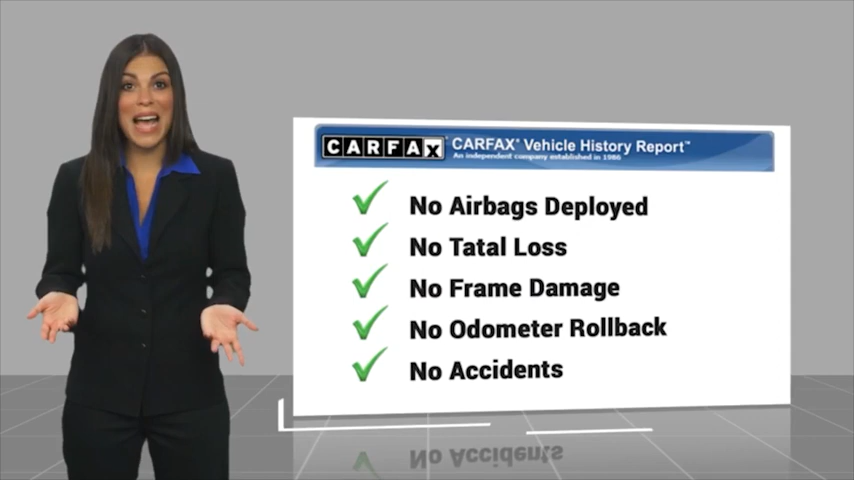 CARFAX
CARFAX® Vehicle History Report™
An independent company established in 1986
No Airbags Deployed
No Tatal Loss
No Frame Damage
No Odometer Rollback
No Accidents